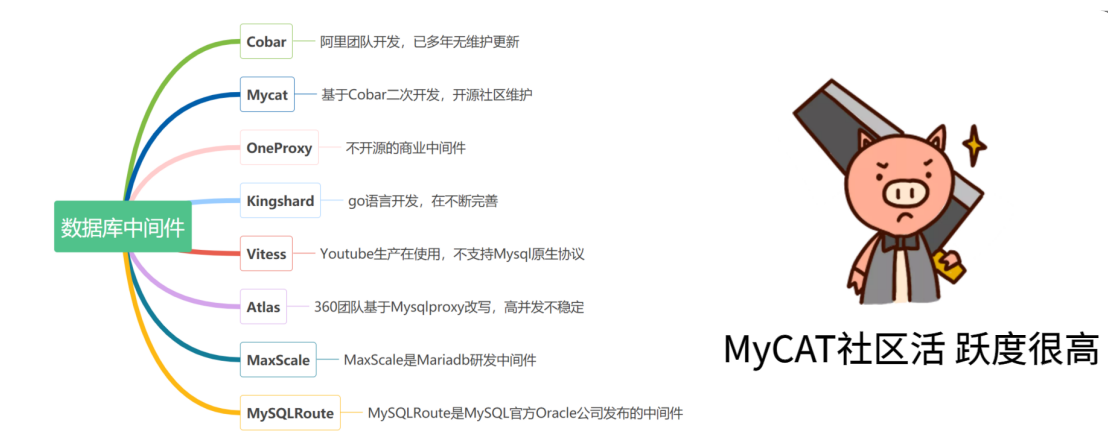 Cobar
阿里团队开发，已多年无维护更新
Mycat
基于Cobar二次开发，开源社区维护
OneProxy
不开源的商业中间件
Kingshard
go语言开发，在不断完善
数据库中间件
Vitess
Youtube生产在使用，不支持Mysql原生协议
Atlas
360团队基于Mysqlproxy改写，高并发不稳定
MaxScale
MaxScale是Mariadb研发中间件
MySQLRoute
MySQLRoute是MySQL官方Oracle公司发布的中间件
MyCAT社区活 跃度很高